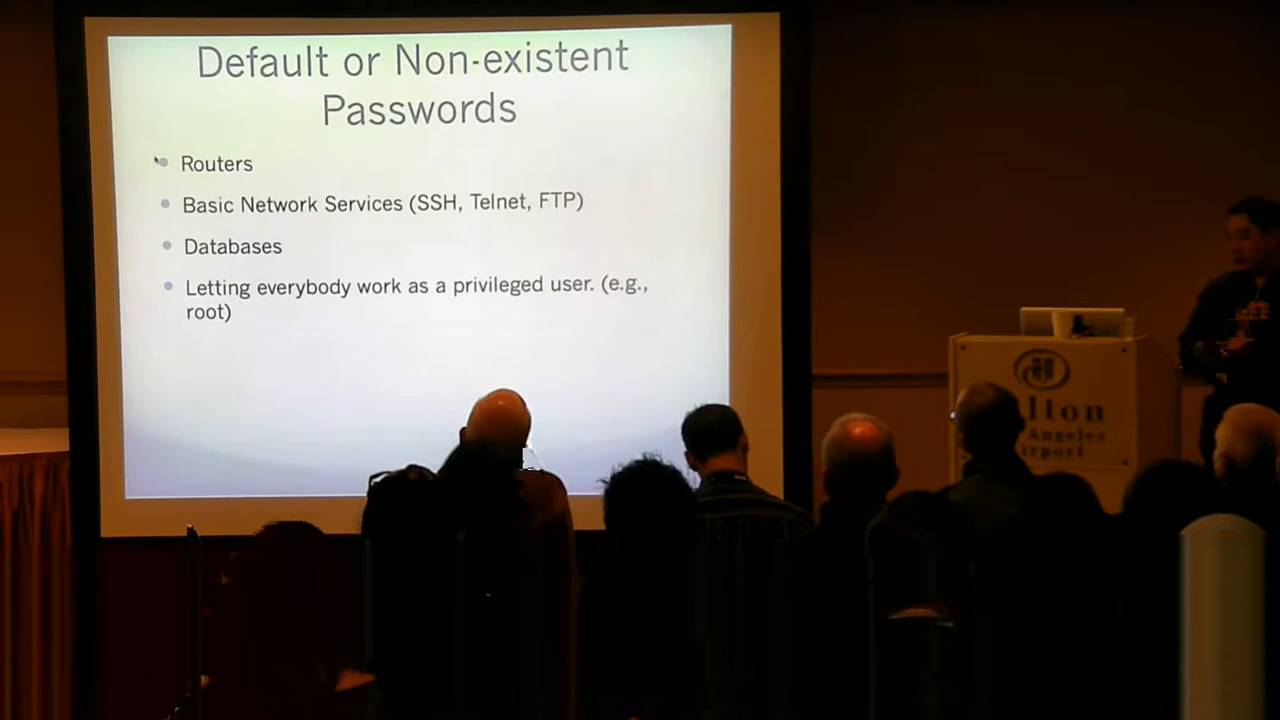 Default or Non-existent
Passwords
Routers
Basic Network Services (SSH, Telnet, FTP)
Databases
Letting everybody work as a privileged user. (e.g.,
root)
lton
Angeles
irport